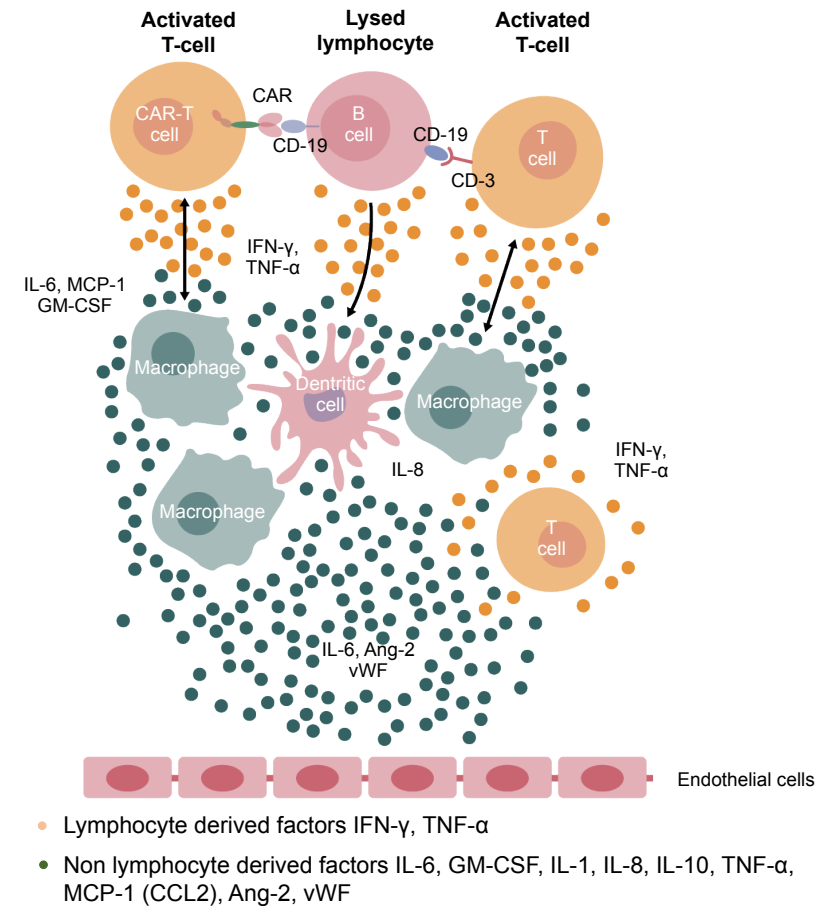 Activated
T-cell
Lysed
lymphocyte
Activated
T-cell
CAR-T
cell
CAR
CD-19
B
cell
CD-19
CD-3
T
cell
IFN-γ,
TNF-α
IL-6, MCP-1
GM-CSF
Macrophage
Dentritic
cell
Macrophage
IL-8
IFN-γ,
TNF-α
Macrophage
T
cell
IL-6, Ang-2
vWF
Endothelial cells
Lymphocyte derived factors IFN-γ, TNF-α
Non lymphocyte derived factors IL-6, GM-CSF, IL-1, IL-8, IL-10, TNF-α,
MCP-1 (CCL2), Ang-2, vWF